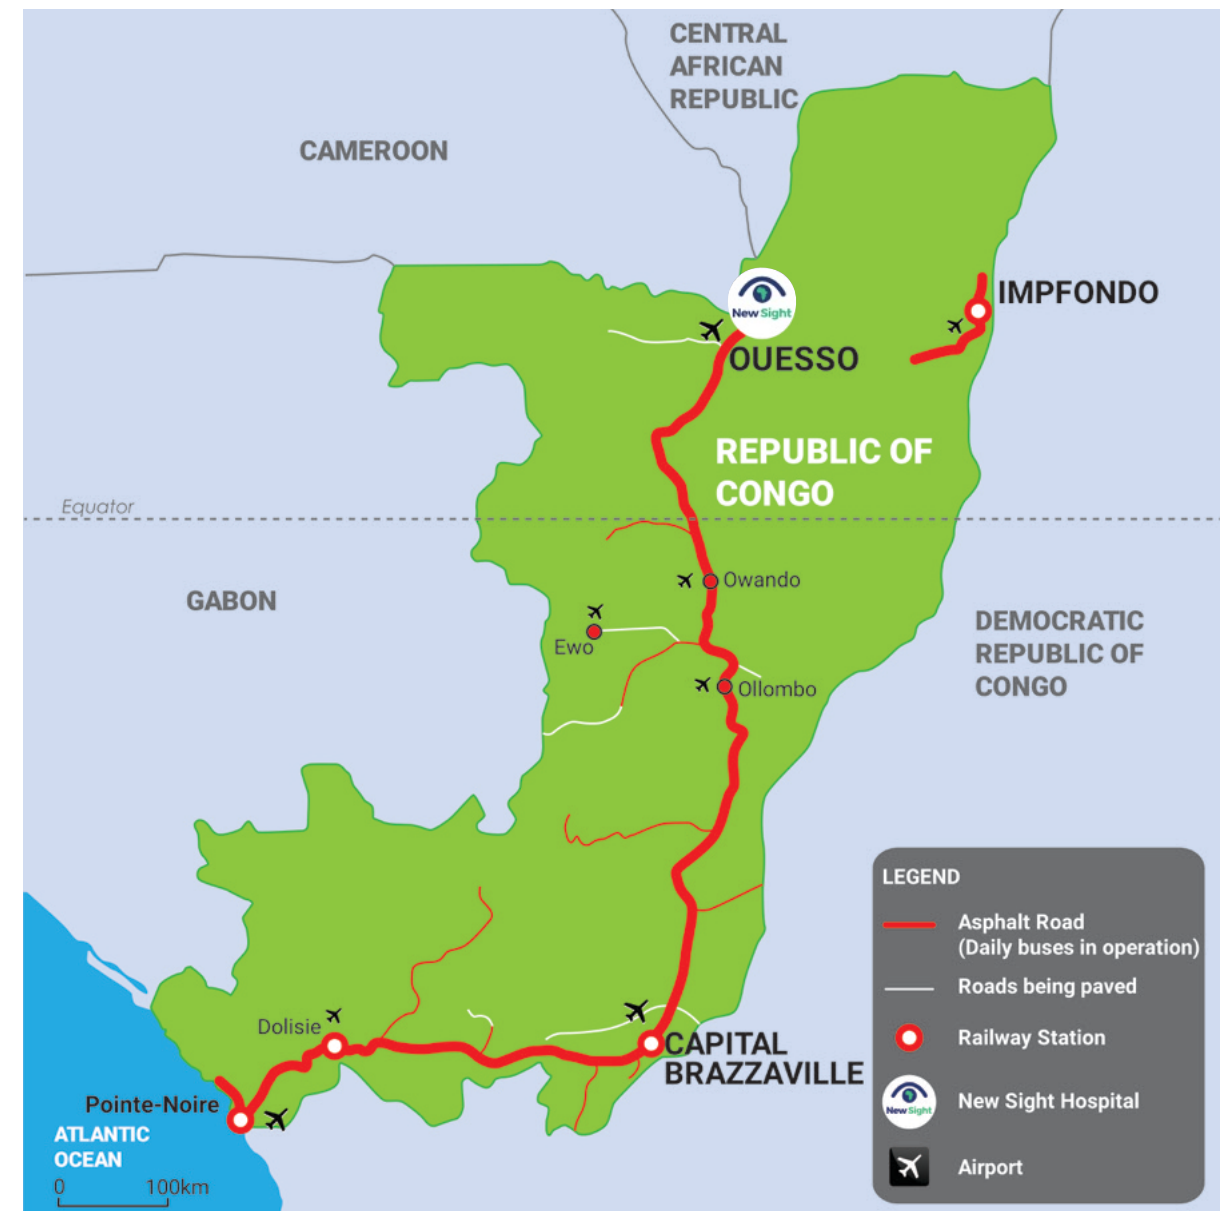 CENTRAL
AFRICAN
REPUBLIC
CAMEROON
New Sight
IMPFONDO
OUESSO
REPUBLIC OF
CONGO
Equator
Owando
GABON
Ewo
DEMOCRATIC
REPUBLIC OF
CONGO
Ollombo
LEGEND
Asphalt Road
(Daily buses in operation)
Roads being paved
Railway Station
New Sight
New Sight Hospital
Airport
Dolisie
CAPITAL
BRAZZAVILLE
Pointe-Noire
ATLANTIC
OCEAN
0 100km